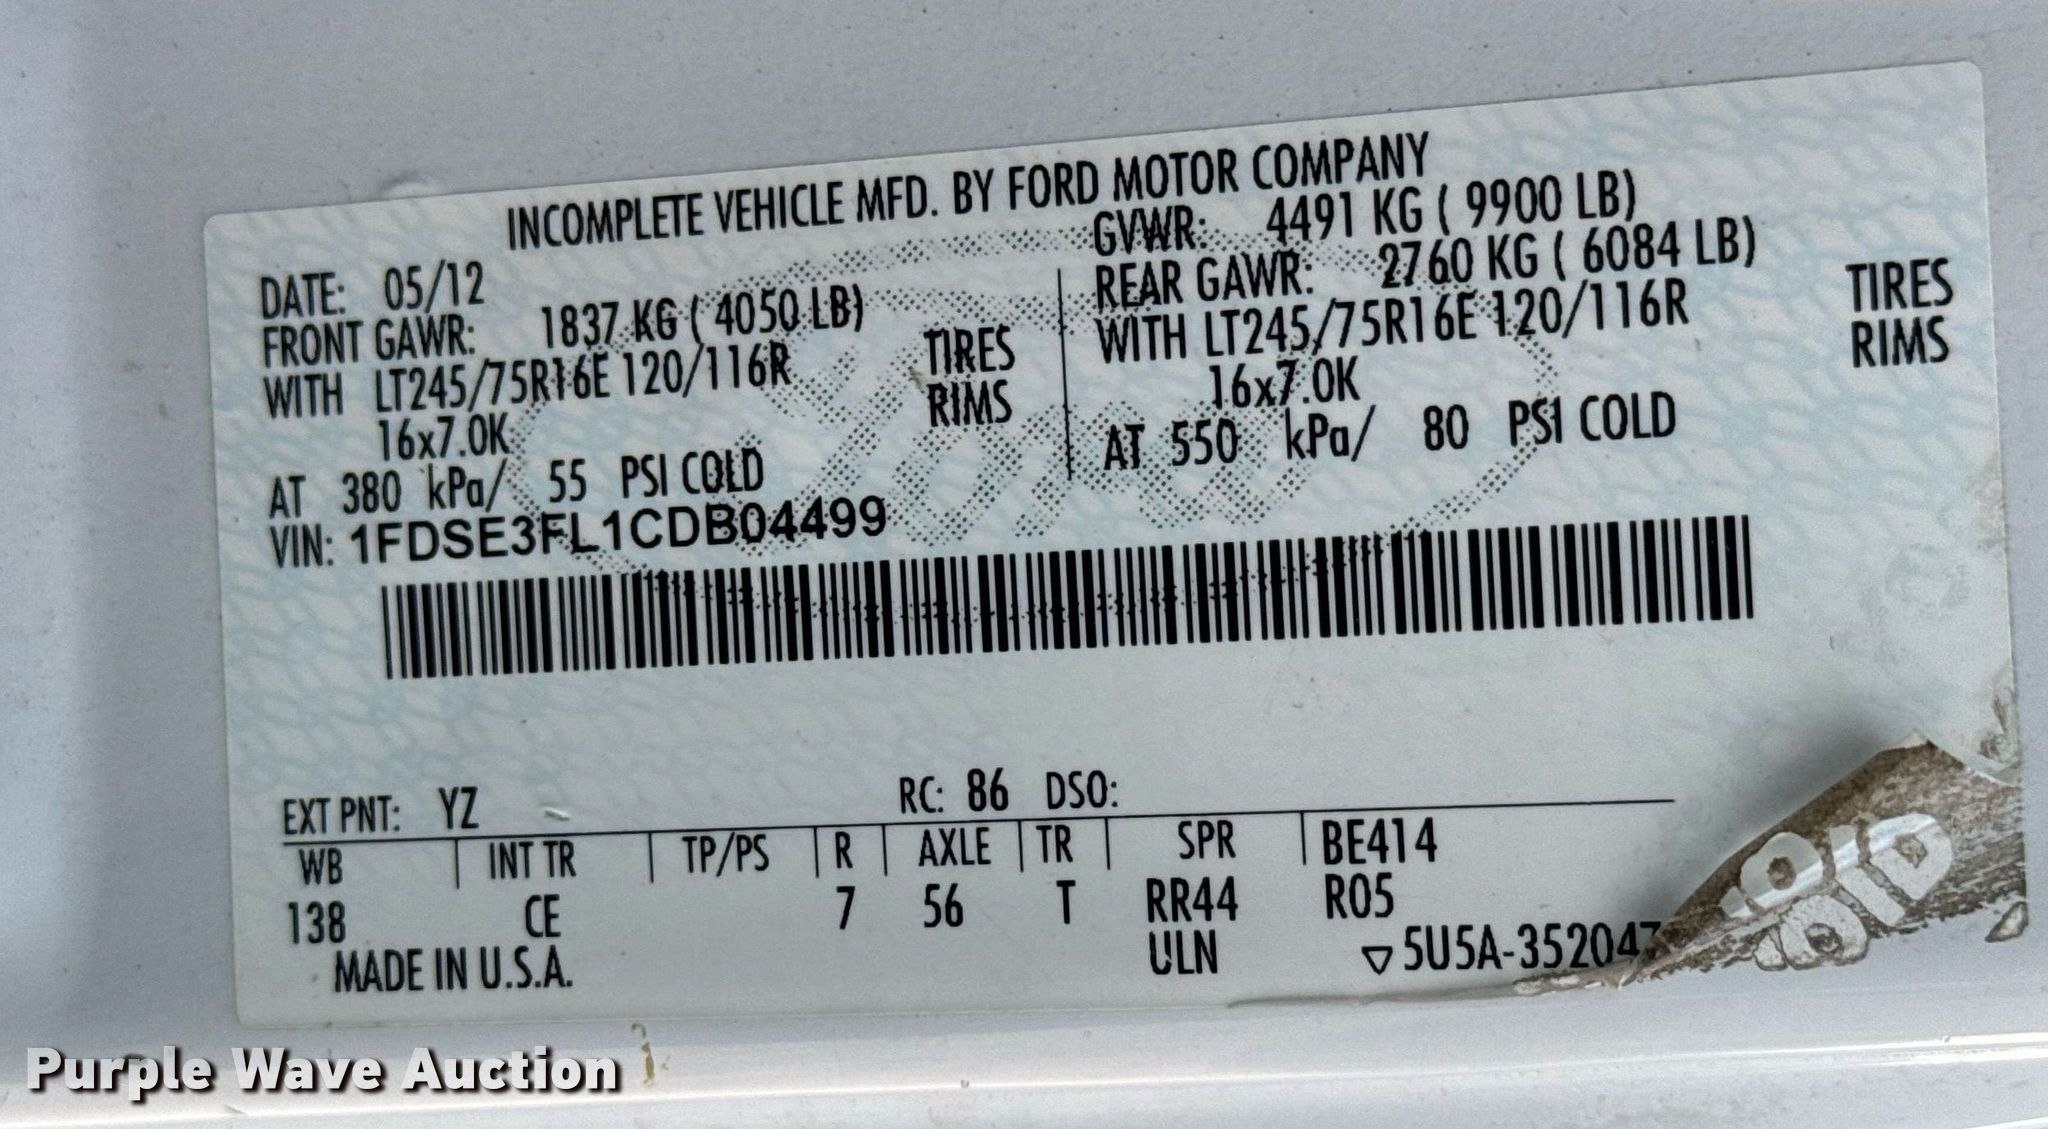 INCOMPLETE VEHICLE MFD. BY FORD MOTOR COMPANY
DATE: 05/12
GVWR: 4491 KG ( 9900 LB)
FRONT GAWR: 1837 KG ( 4050 LB)
REAR GAWR: 2760 KG ( 6084 LB)
WITH LT245/75R16E 120/116R TIRES
WITH LT245/75R16E 120/116R TIRES
16x7.0K RIMS
16x7.0K RIMS
AT 380 kPa/ 55 PSI COLD
AT 550 kPa/ 80 PSI COLD
VIN: 1FDSE3FL1CDB04499
Ford
EXT PNT: YZ RC: 86 DSO:
WB INT TR TP/PS R AXLE TR SPR BE414
138 CE 7 56 T RR44 R05
MADE IN U.S.A. ULN ▽5U5A-352047
Purple Wave Auction